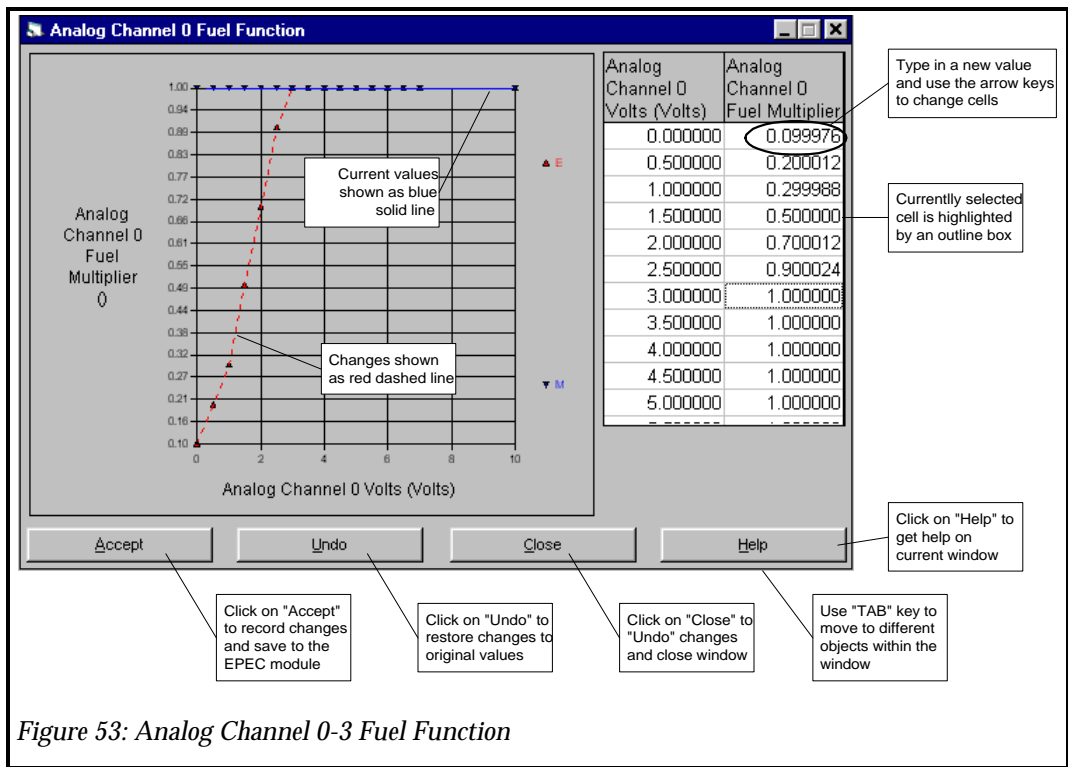 Analog Channel 0 Fuel Function
Analog
Channel 0
Fuel
Multiplier
()
1.00
0.94
0.89
0.83
0.77
0.72
0.66
0.61
0.55
0.49
0.44
0.38
0.32
0.27
0.21
0.16
0.10
0 2 4 6 8 10
Analog Channel 0 Volts (Volts)
Current values
shown as blue
solid line
Changes shown
as red dashed line
E
M
Analog Analog
Channel 0 Channel 0
Volts (Volts) Fuel Multiplier
0.000000 0.099976
0.500000 0.200012
1.000000 0.299988
1.500000 0.500000
2.000000 0.700012
2.500000 0.900024
3.000000 1.000000
3.500000 1.000000
4.000000 1.000000
4.500000 1.000000
5.000000 1.000000
Type in a new value
and use the arrow keys
to change cells
Currentlly selected
cell is highlighted
by an outline box
Accept Undo Close Help
Click on "Help" to
get help on
current window
Click on "Accept"
to record changes
and save to the
EPEC module
Click on "Undo" to
restore changes to
original values
Click on "Close" to
"Undo" changes
and close window
Use "TAB" key to
move to different
objects within the
window
Figure 53: Analog Channel 0-3 Fuel Function